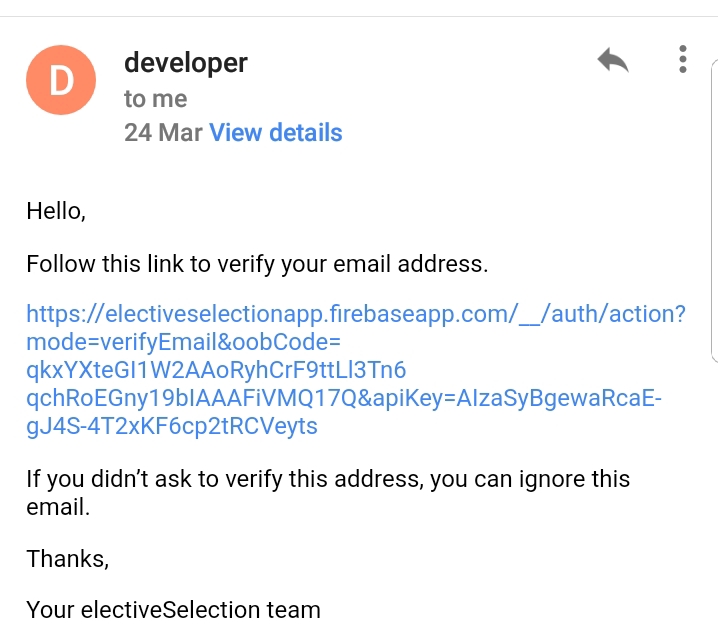 D
developer
to me
24 Mar View details
Hello,
Follow this link to verify your email address.
https://electiveselectionapp.firebaseapp.com/__/auth/action?
mode=verifyEmail&oobCode=
qkxYXteGI1W2AAoRyhCrF9ttLl3Tn6
qchRoEGny19bIAAAFiVMQ17Q&apiKey=AIzaSyBgewaRcaE-
gJ4S-4T2xKF6cp2tRCVeyts
If you didn’t ask to verify this address, you can ignore this
email.
Thanks,
Your electiveSelection team